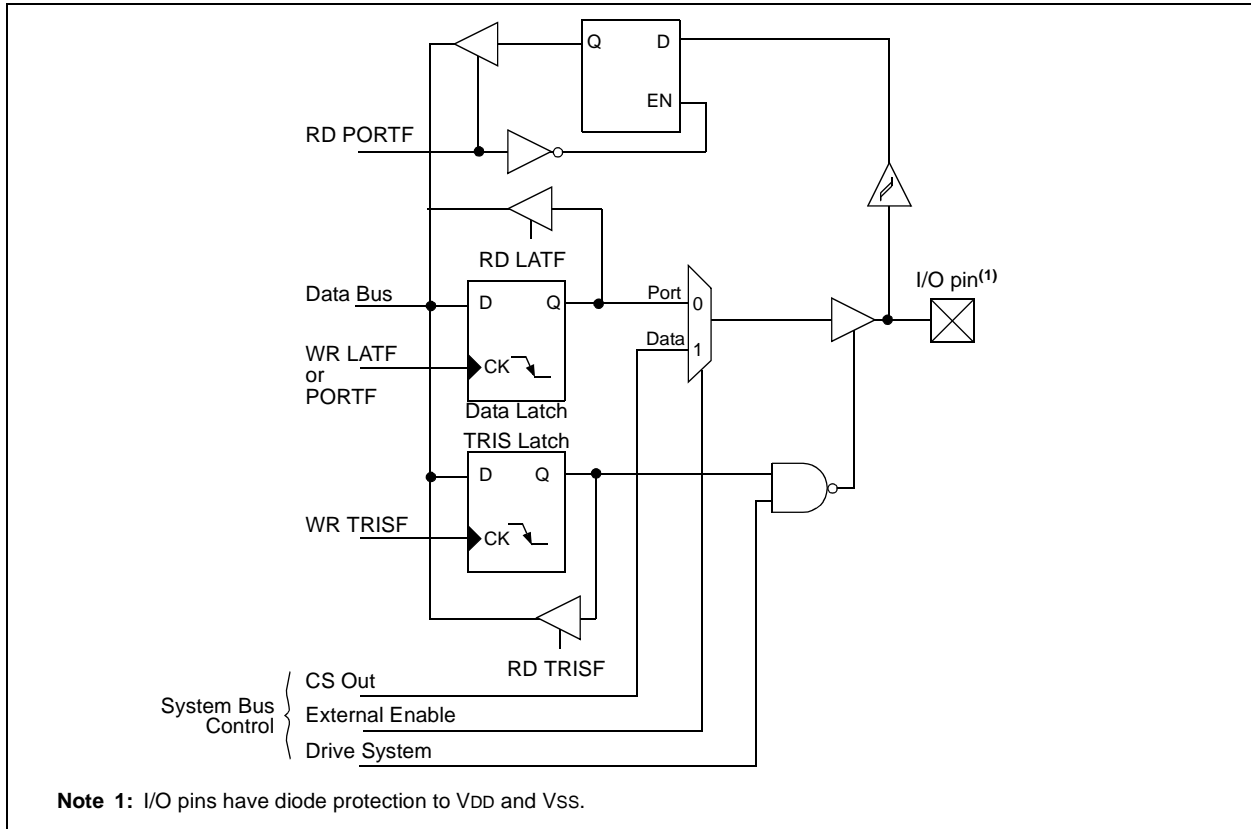 Q D
EN
RD PORTF
RD LATF
I/O pin(1)
Data Bus
D Q
Port
0
Data
1
WR LATF
or
PORTF
CK
Data Latch
TRIS Latch
D Q
WR TRISF
CK
RD TRISF
System Bus
Control
CS Out
External Enable
Drive System
Note 1: I/O pins have diode protection to VDD and VSS.